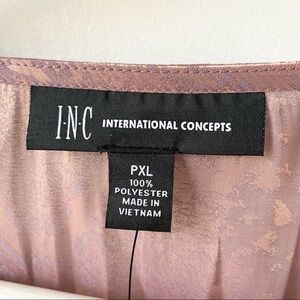 I·N·C INTERNATIONAL CONCEPTS
PXL
100%
POLYESTER
MADE IN
VIETNAM